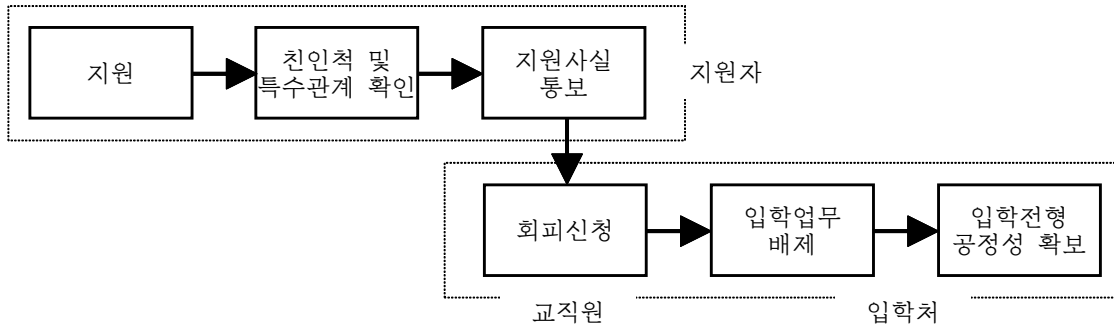 지원
친인척 및
특수관계 확인
지원사실
통보
지원자
회피신청
입학업무
배제
입학전형
공정성 확보
교직원
입학처